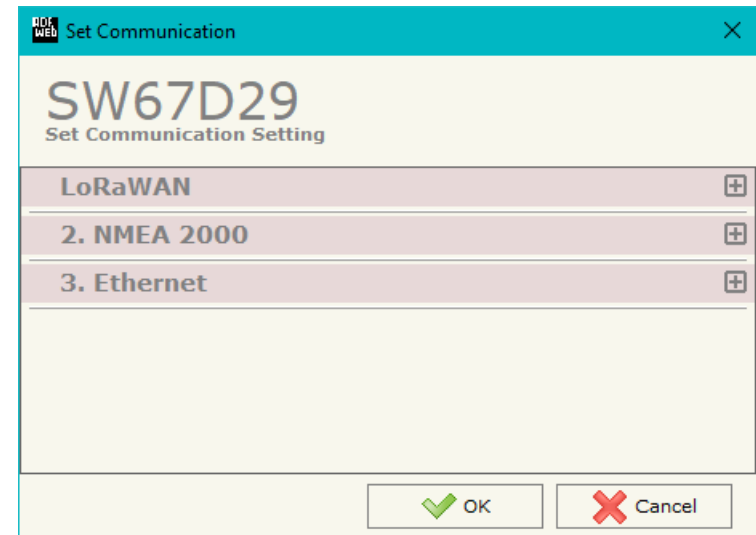 ADF
WEB Set Communication
SW67D29
Set Communication Setting
LoRaWAN
2. NMEA 2000
3. Ethernet
OK Cancel